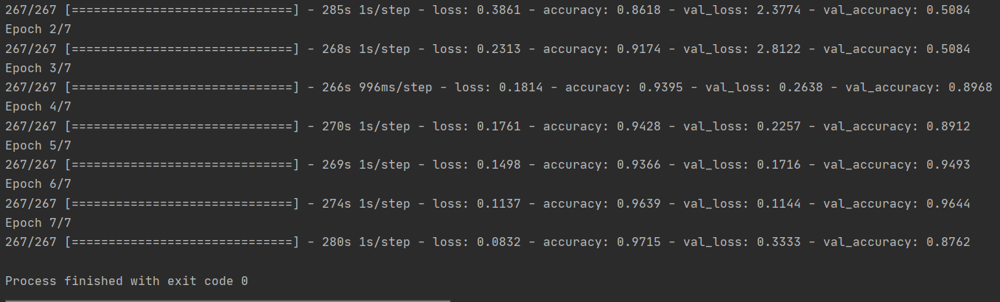 267/267 [==============================] - 285s 1s/step - loss: 0.3861 - accuracy: 0.8618 - val_loss: 2.3774 - val_accuracy: 0.5084
Epoch 2/7
267/267 [==============================] - 268s 1s/step - loss: 0.2313 - accuracy: 0.9174 - val_loss: 2.8122 - val_accuracy: 0.5084
Epoch 3/7
267/267 [==============================] - 266s 996ms/step - loss: 0.1814 - accuracy: 0.9395 - val_loss: 0.2638 - val_accuracy: 0.8968
Epoch 4/7
267/267 [==============================] - 270s 1s/step - loss: 0.1761 - accuracy: 0.9428 - val_loss: 0.2257 - val_accuracy: 0.8912
Epoch 5/7
267/267 [==============================] - 269s 1s/step - loss: 0.1498 - accuracy: 0.9366 - val_loss: 0.1716 - val_accuracy: 0.9493
Epoch 6/7
267/267 [==============================] - 274s 1s/step - loss: 0.1137 - accuracy: 0.9639 - val_loss: 0.1144 - val_accuracy: 0.9644
Epoch 7/7
267/267 [==============================] - 280s 1s/step - loss: 0.0832 - accuracy: 0.9715 - val_loss: 0.3333 - val_accuracy: 0.8762
Process finished with exit code 0